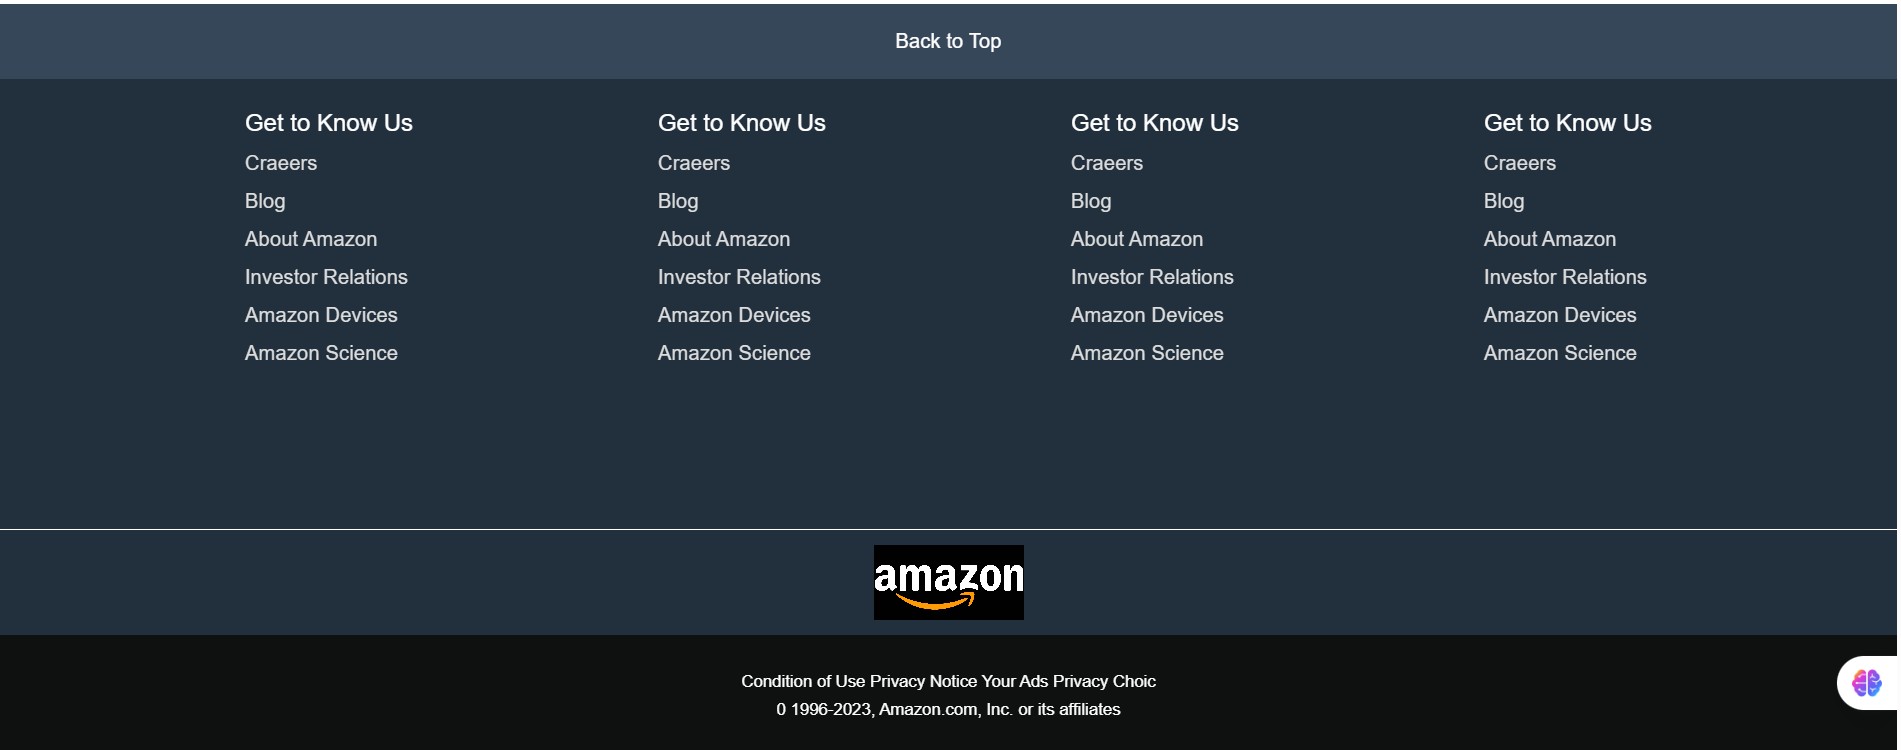 Back to Top
Get to Know Us
Craeers
Blog
About Amazon
Investor Relations
Amazon Devices
Amazon Science
Get to Know Us
Craeers
Blog
About Amazon
Investor Relations
Amazon Devices
Amazon Science
Get to Know Us
Craeers
Blog
About Amazon
Investor Relations
Amazon Devices
Amazon Science
Get to Know Us
Craeers
Blog
About Amazon
Investor Relations
Amazon Devices
Amazon Science
amazon
Condition of Use Privacy Notice Your Ads Privacy Choic
0 1996-2023, Amazon.com, Inc. or its affiliates